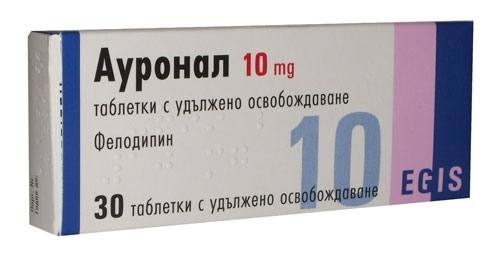 Ауронал 10 mg
таблетки с удължено освобождаване
Фелодипин
10
30 таблетки с удължено освобождаване
EGIS